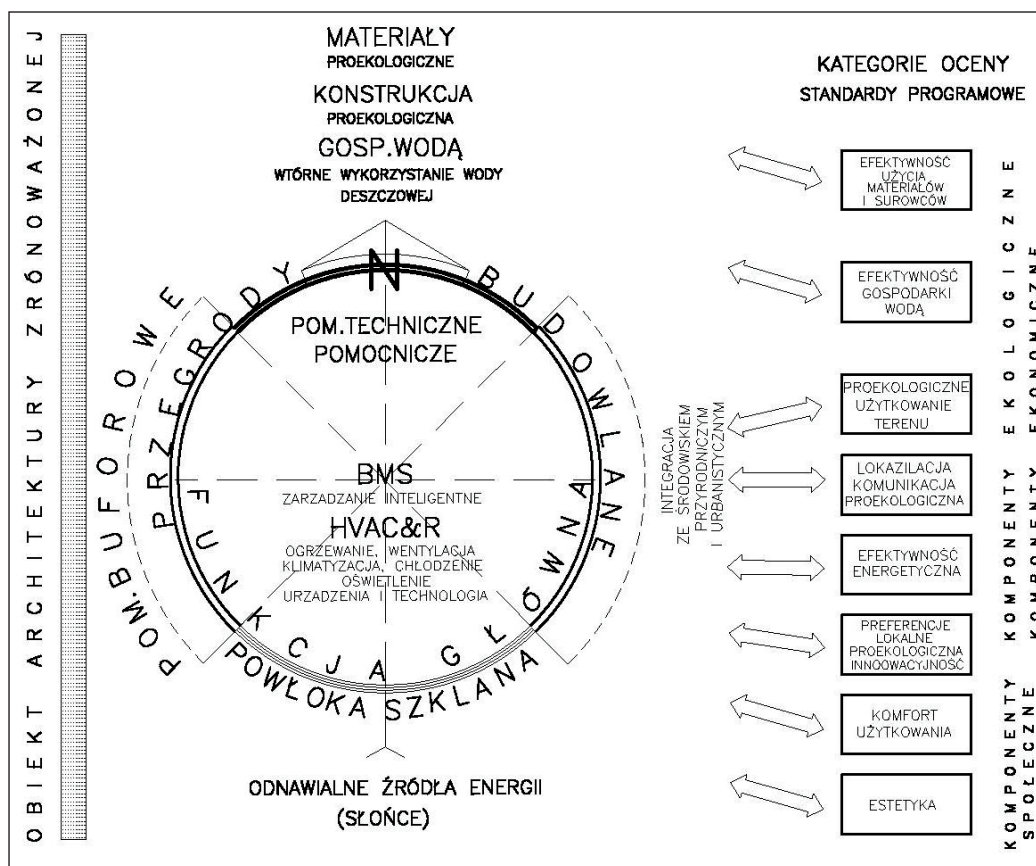 OBIEKT ARCHITEKTURY ZRÓWNOWAŻONEJ
MATERIAŁY
PROEKOLOGICZNE
KONSTRUKCJA
PROEKOLOGICZNA
GOSP.WODĄ
WTÓRNE WYKORZYSTANIE WODY
DESZCZOWEJ
N
PRZEGRODY BUDOWLANE
POM.BUFOROWE
POM.TECHNICZNE
POMOCNICZE
BMS
ZARZADZANIE INTELIGENTNE
HVAC&R
OGRZEWANIE, WENTYLACJA
KLIMATYZACJA, CHŁODZENIE
OŚWIETLENIE
URZADZENIA I TECHNOLOGIA
FUNKCJA GŁÓWNA
POWŁOKA SZKLANA
ODNAWIALNE ŹRÓDŁA ENERGII
(SŁOŃCE)
INTEGRACJA
ZE ŚRODOWISKIEM
PRZYRODNICZYM
I URBANISTYCZNYM
KATEGORIE OCENY
STANDARDY PROGRAMOWE
EFEKTYWNOŚĆ
UŻYCIA
MATERIAŁÓW
I SUROWCÓW
EFEKTYWNOŚĆ
GOSPODARKI
WODĄ
PROEKOLOGICZNE
UŻYTKOWANIE
TERENU
LOKAZILACJA
KOMUNIKACJA
PROEKOLOGICZNA
EFEKTYWNOŚĆ
ENERGETYCZNA
PREFERENCJE
LOKALNE
PROEKOLOGICZNA
INNOOWACYJNOŚĆ
KOMFORT
UŻYTKOWANIA
ESTETYKA
KOMPONENTY EKOLOGICZNE
KOMPONENTY EKONOMICZNE
KOMPONENTY
SPOŁECZNE